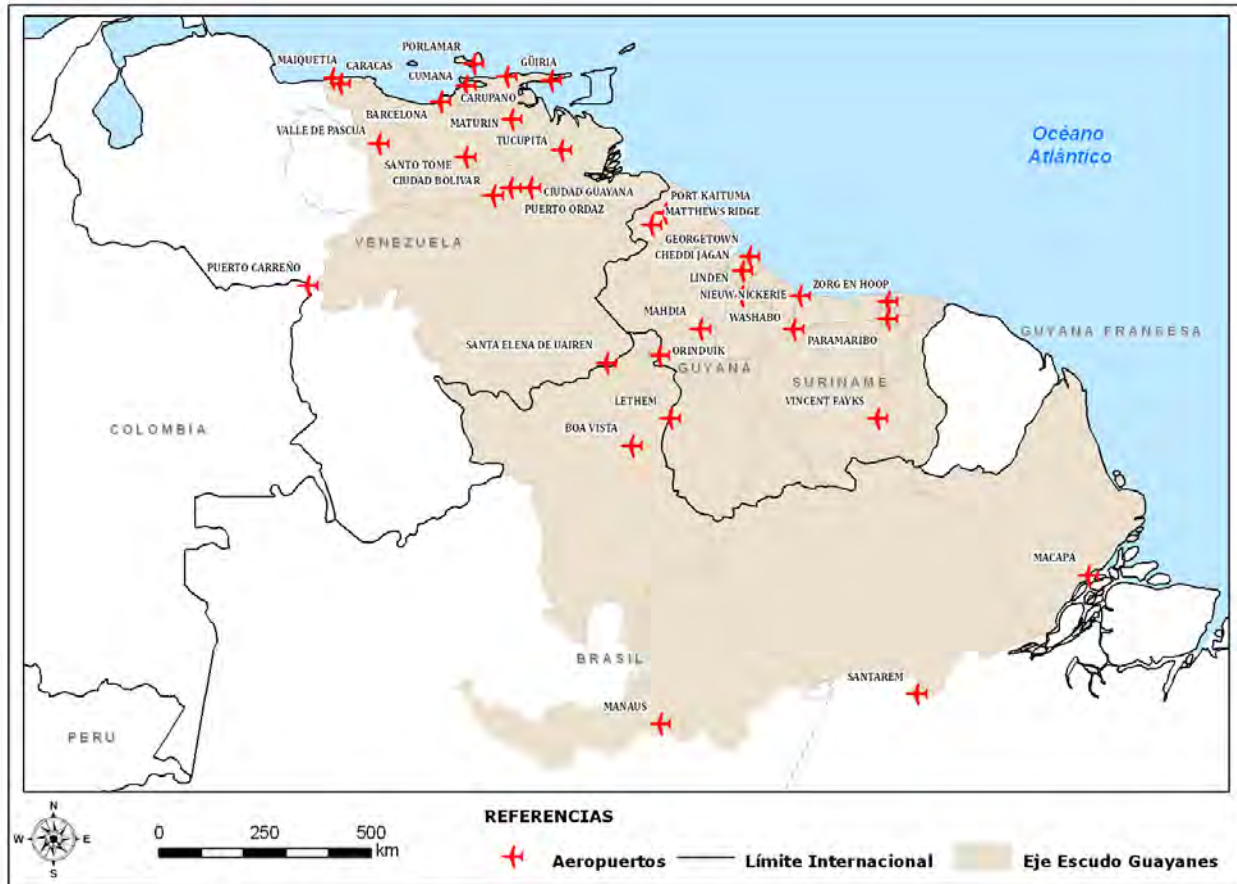 PORLAMAR
MAIQUETIA
CARACAS
CUMANA
GÜIRIA
CARUPANO
BARCELONA
MATURIN
VALLE DE PASCUA
TUCUPITA
Océano
Atlántico
SANTO TOME
CIUDAD BOLIVAR
CIUDAD GUAYANA
PUERTO ORDAZ
PORT KAITUMA
MATTHEWS RIDGE
VENEZUELA
GEORGETOWN
CHEDDI JAGAN
PUERTO CARREÑO
LINDEN
NIEUW-NICKERIE
ZORG EN HOOP
MAHDIA
WASHABO
PARAMARIBO
GUYANA FRANSESA
SANTA ELENA DE UAIREN
ORINDUIK
GUYANA
SURINAME
LETHEM
VINCENT FAYKS
COLOMBIA
BOA VISTA
MACAPA
BRASIL
SANTAREM
MANAUS
PERU
N
W
E
S
0 250 500
km
REFERENCIAS
Aeropuertos
Límite Internacional
Eje Escudo Guayanes